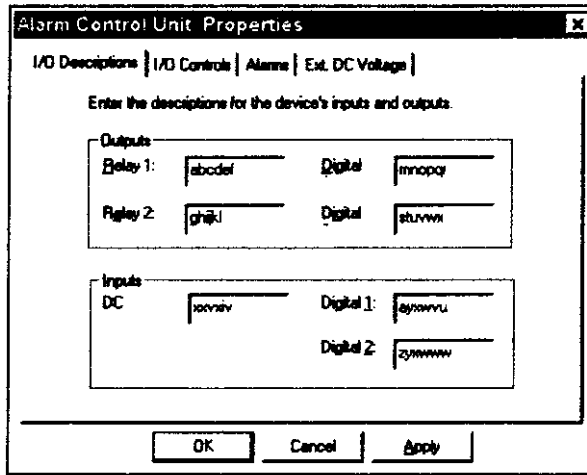 Alarm Control Unit Properties
I/O Descriptions I/O Controls Alarms Ext. DC Voltage
Enter the descriptions for the device's inputs and outputs.
Outputs
Relay 1: abcdef Digital mnopqr
Relay 2: ghijkl Digital stuvwx
Inputs
DC Digital 1:
Digital 2:
OK Cancel Apply